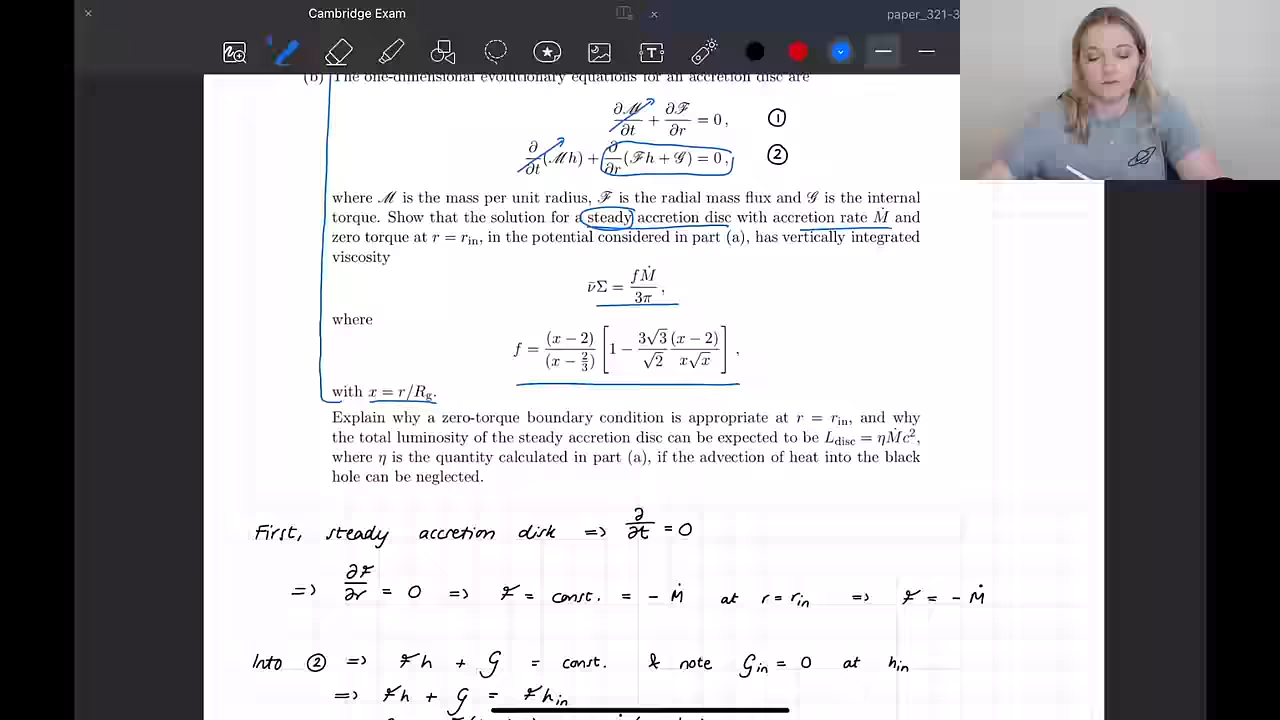 Cambridge Exam
paper_321-3
(b) The one-dimensional evolutionary equations for an accretion disc are
∂ℳ/∂t + ∂ℱ/∂r = 0 , ①
∂/∂t (ℳh) + ∂/∂r (ℱh + 𝒢) = 0 , ②
where ℳ is the mass per unit radius, ℱ is the radial mass flux and 𝒢 is the internal
torque. Show that the solution for a steady accretion disc with accretion rate Ṁ and
zero torque at r = r_in, in the potential considered in part (a), has vertically integrated
viscosity
ν̄Σ = fṀ/3π ,
where
f = (x − 2)/(x − 2/3) [1 − 3√3/√2 (x − 2)/x√x] ,
with x = r/R_g.
Explain why a zero-torque boundary condition is appropriate at r = r_in, and why
the total luminosity of the steady accretion disc can be expected to be L_disc = ηṀc²,
where η is the quantity calculated in part (a), if the advection of heat into the black
hole can be neglected.
First, steady accretion disk => ∂/∂t = 0
=> ∂ℱ/∂r = 0 => ℱ = const. = − Ṁ at r = r_in => ℱ = − Ṁ
Into ② => ℱh + 𝒢 = const. & note 𝒢_in = 0 at h_in
=> ℱh + 𝒢 = ℱh_in